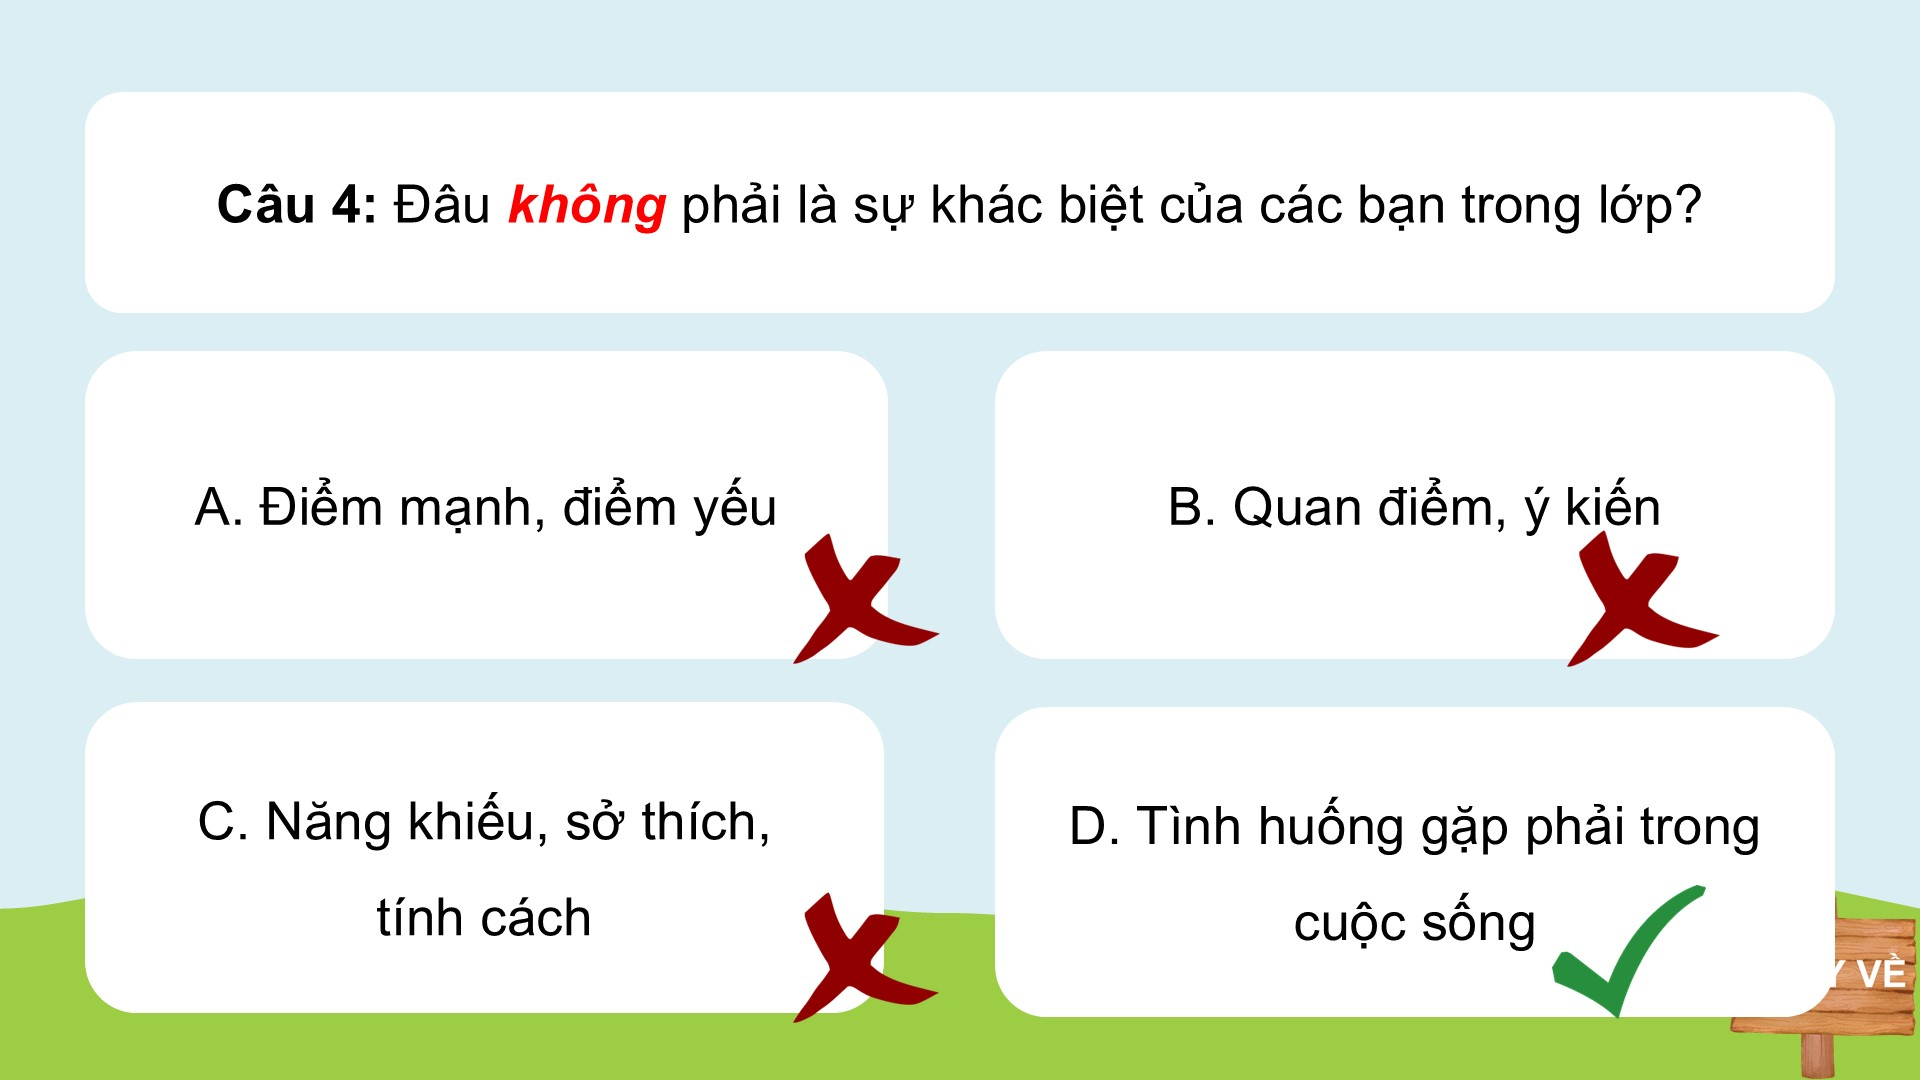 Câu 4: Đâu không phải là sự khác biệt của các bạn trong lớp?
A. Điểm mạnh, điểm yếu
B. Quan điểm, ý kiến
C. Năng khiếu, sở thích,
tính cách
D. Tình huống gặp phải trong
cuộc sống
VỀ